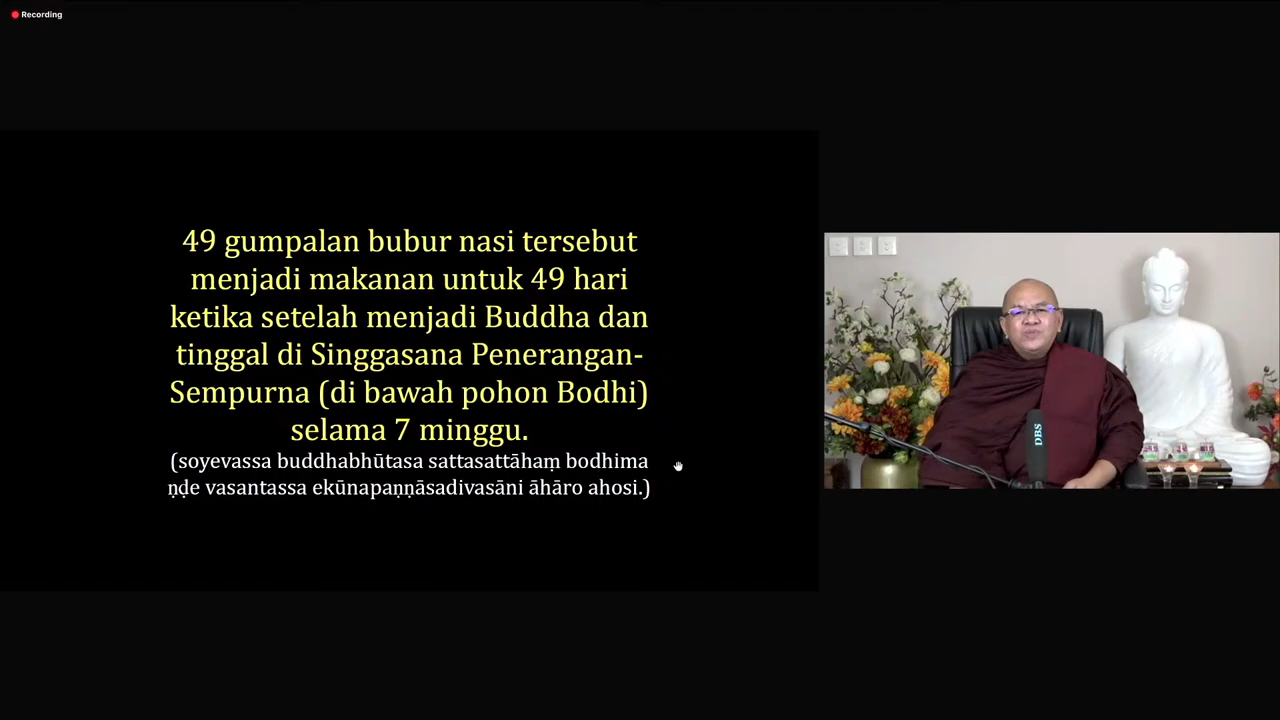 Recording
49 gumpalan bubur nasi tersebut
menjadi makanan untuk 49 hari
ketika setelah menjadi Buddha dan
tinggal di Singgasana Penerangan-
Sempurna (di bawah pohon Bodhi)
selama 7 minggu.
(soyevassa buddhabhūtasa sattasattāhaṃ bodhima
ṇḍe vasantassa ekūnapaṇṇāsadivasāni āhāro ahosi.)
DBS